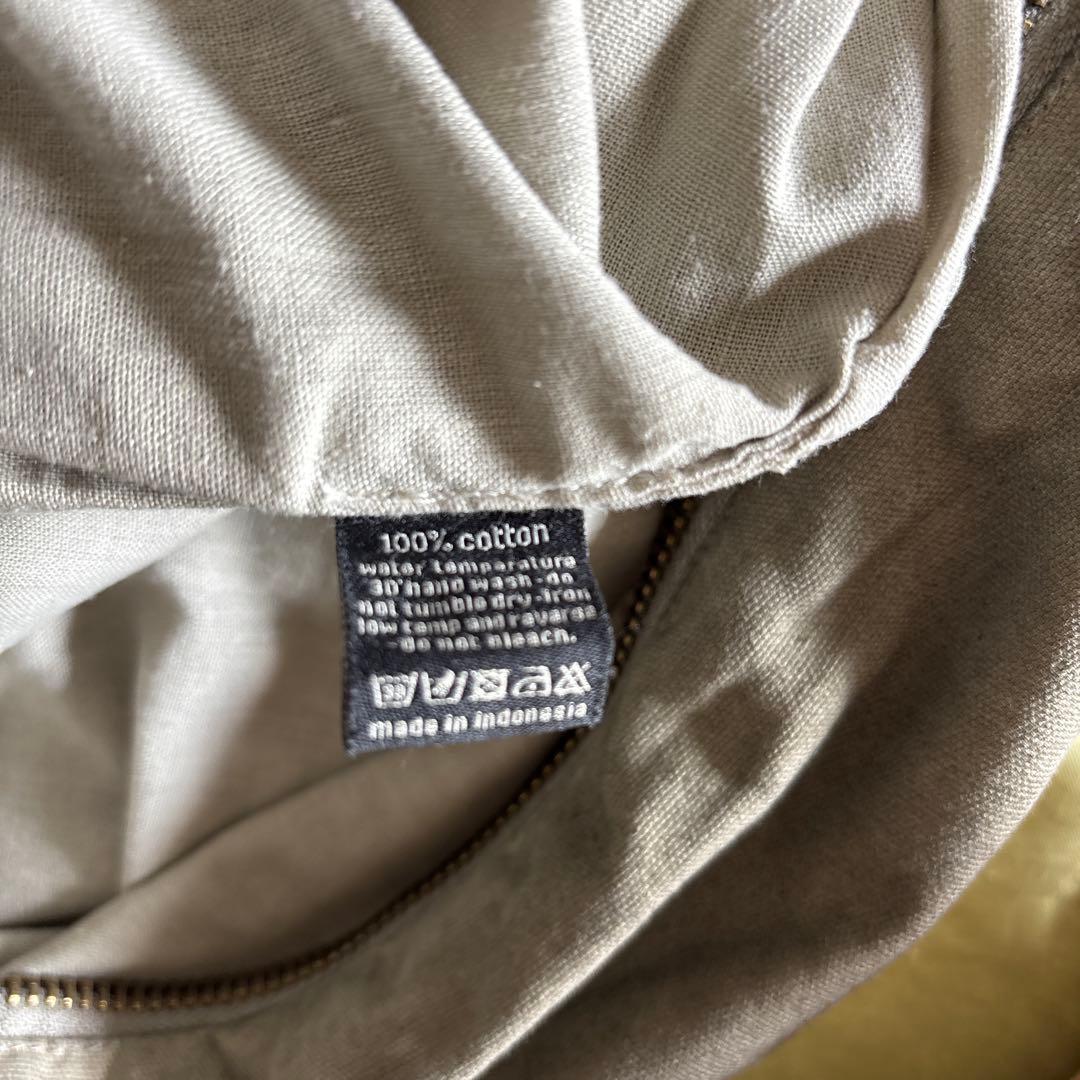 100% cotton
water temperature
30° hand wash-do
not tumble dry-iron
low temp and reverse
-do not bleach.
30
made in indonesia